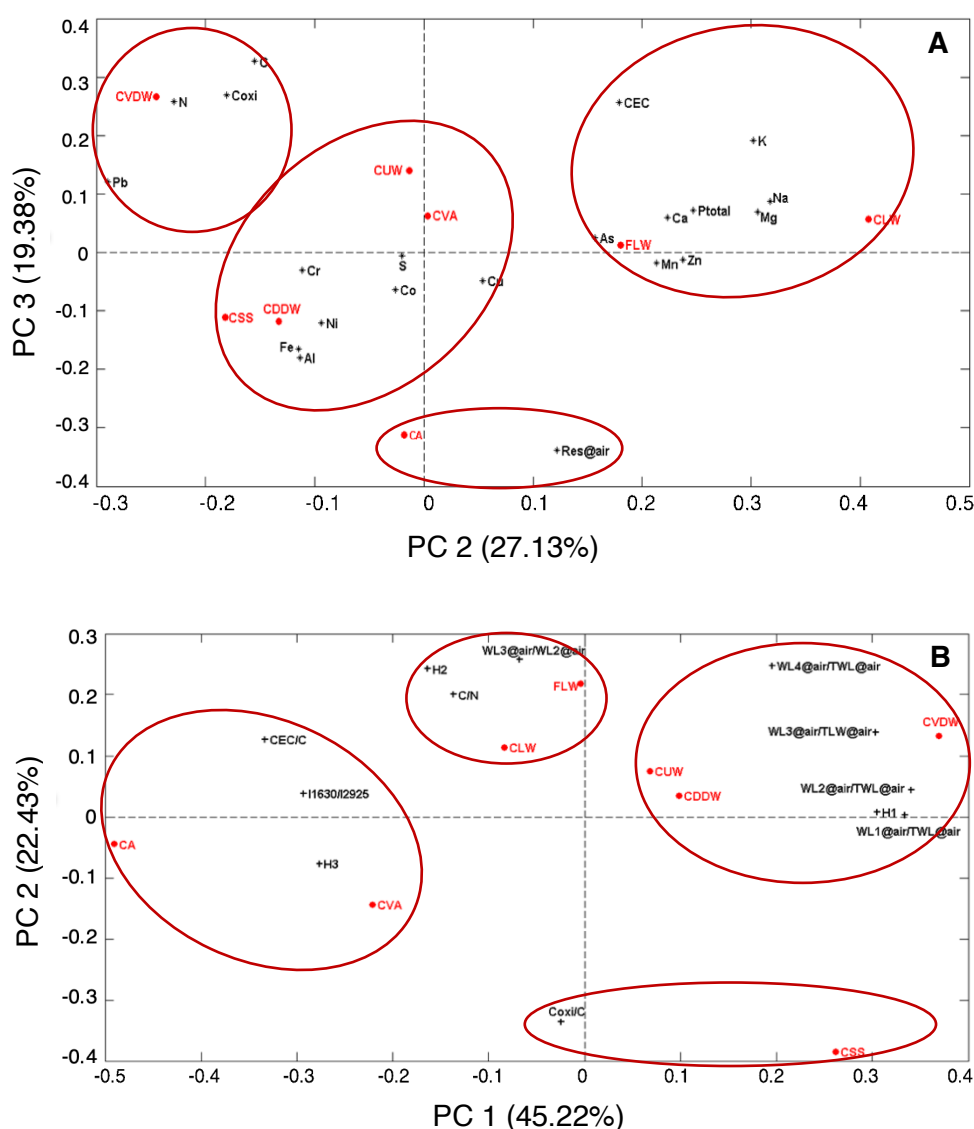 A
0.4
0.3
0.2
0.1
0
-0.1
-0.2
-0.3
-0.4
PC 3 (19.38%)
C
CVDW
N
Coxi
CEC
K
CUW
Pb
Na
CVA
Ca
Ptotal
Mg
CLW
As
FLW
S
Mn
Zn
Cr
Co
Cu
CSS
CDDW
Ni
Fe
Al
CA
Res@air
-0.3
-0.2
-0.1
0
0.1
0.2
0.3
0.4
0.5
PC 2 (27.13%)
B
0.3
0.2
0.1
0
-0.1
-0.2
-0.3
-0.4
PC 2 (22.43%)
WL3@air/WL2@air
H2
WL4@air/TWL@air
FLW
C/N
CVDW
WL3@air/TLW@air
CEC/C
CLW
CUW
I1630/I2925
CDDW
WL2@air/TWL@air
H1
WL1@air/TWL@air
CA
H3
CVA
Coxi/C
CSS
-0.5
-0.4
-0.3
-0.2
-0.1
0
0.1
0.2
0.3
0.4
PC 1 (45.22%)